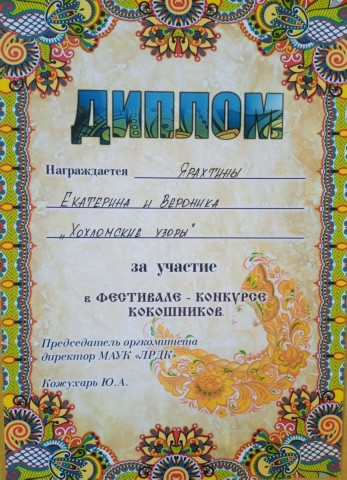 ДИПЛОМ
Награждается Ярахтины
Екатерина и Вероника
„Хохломские узоры"
за участие
в ФЕСТИВАЛЕ - КОНКУРСЕ
КОКОШНИКОВ.
Председатель оргкомитета
директор МАУК «ЛРДК»
Кожухарь Ю.А.